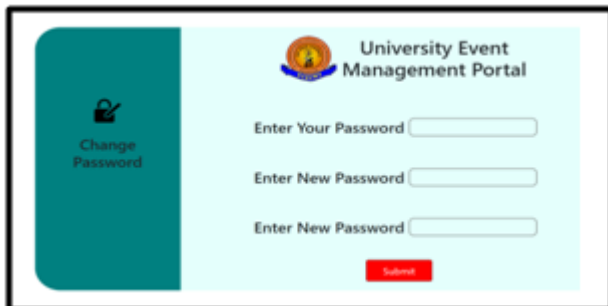 University Event
Management Portal
Change
Password
Enter Your Password
Enter New Password
Enter New Password
Submit